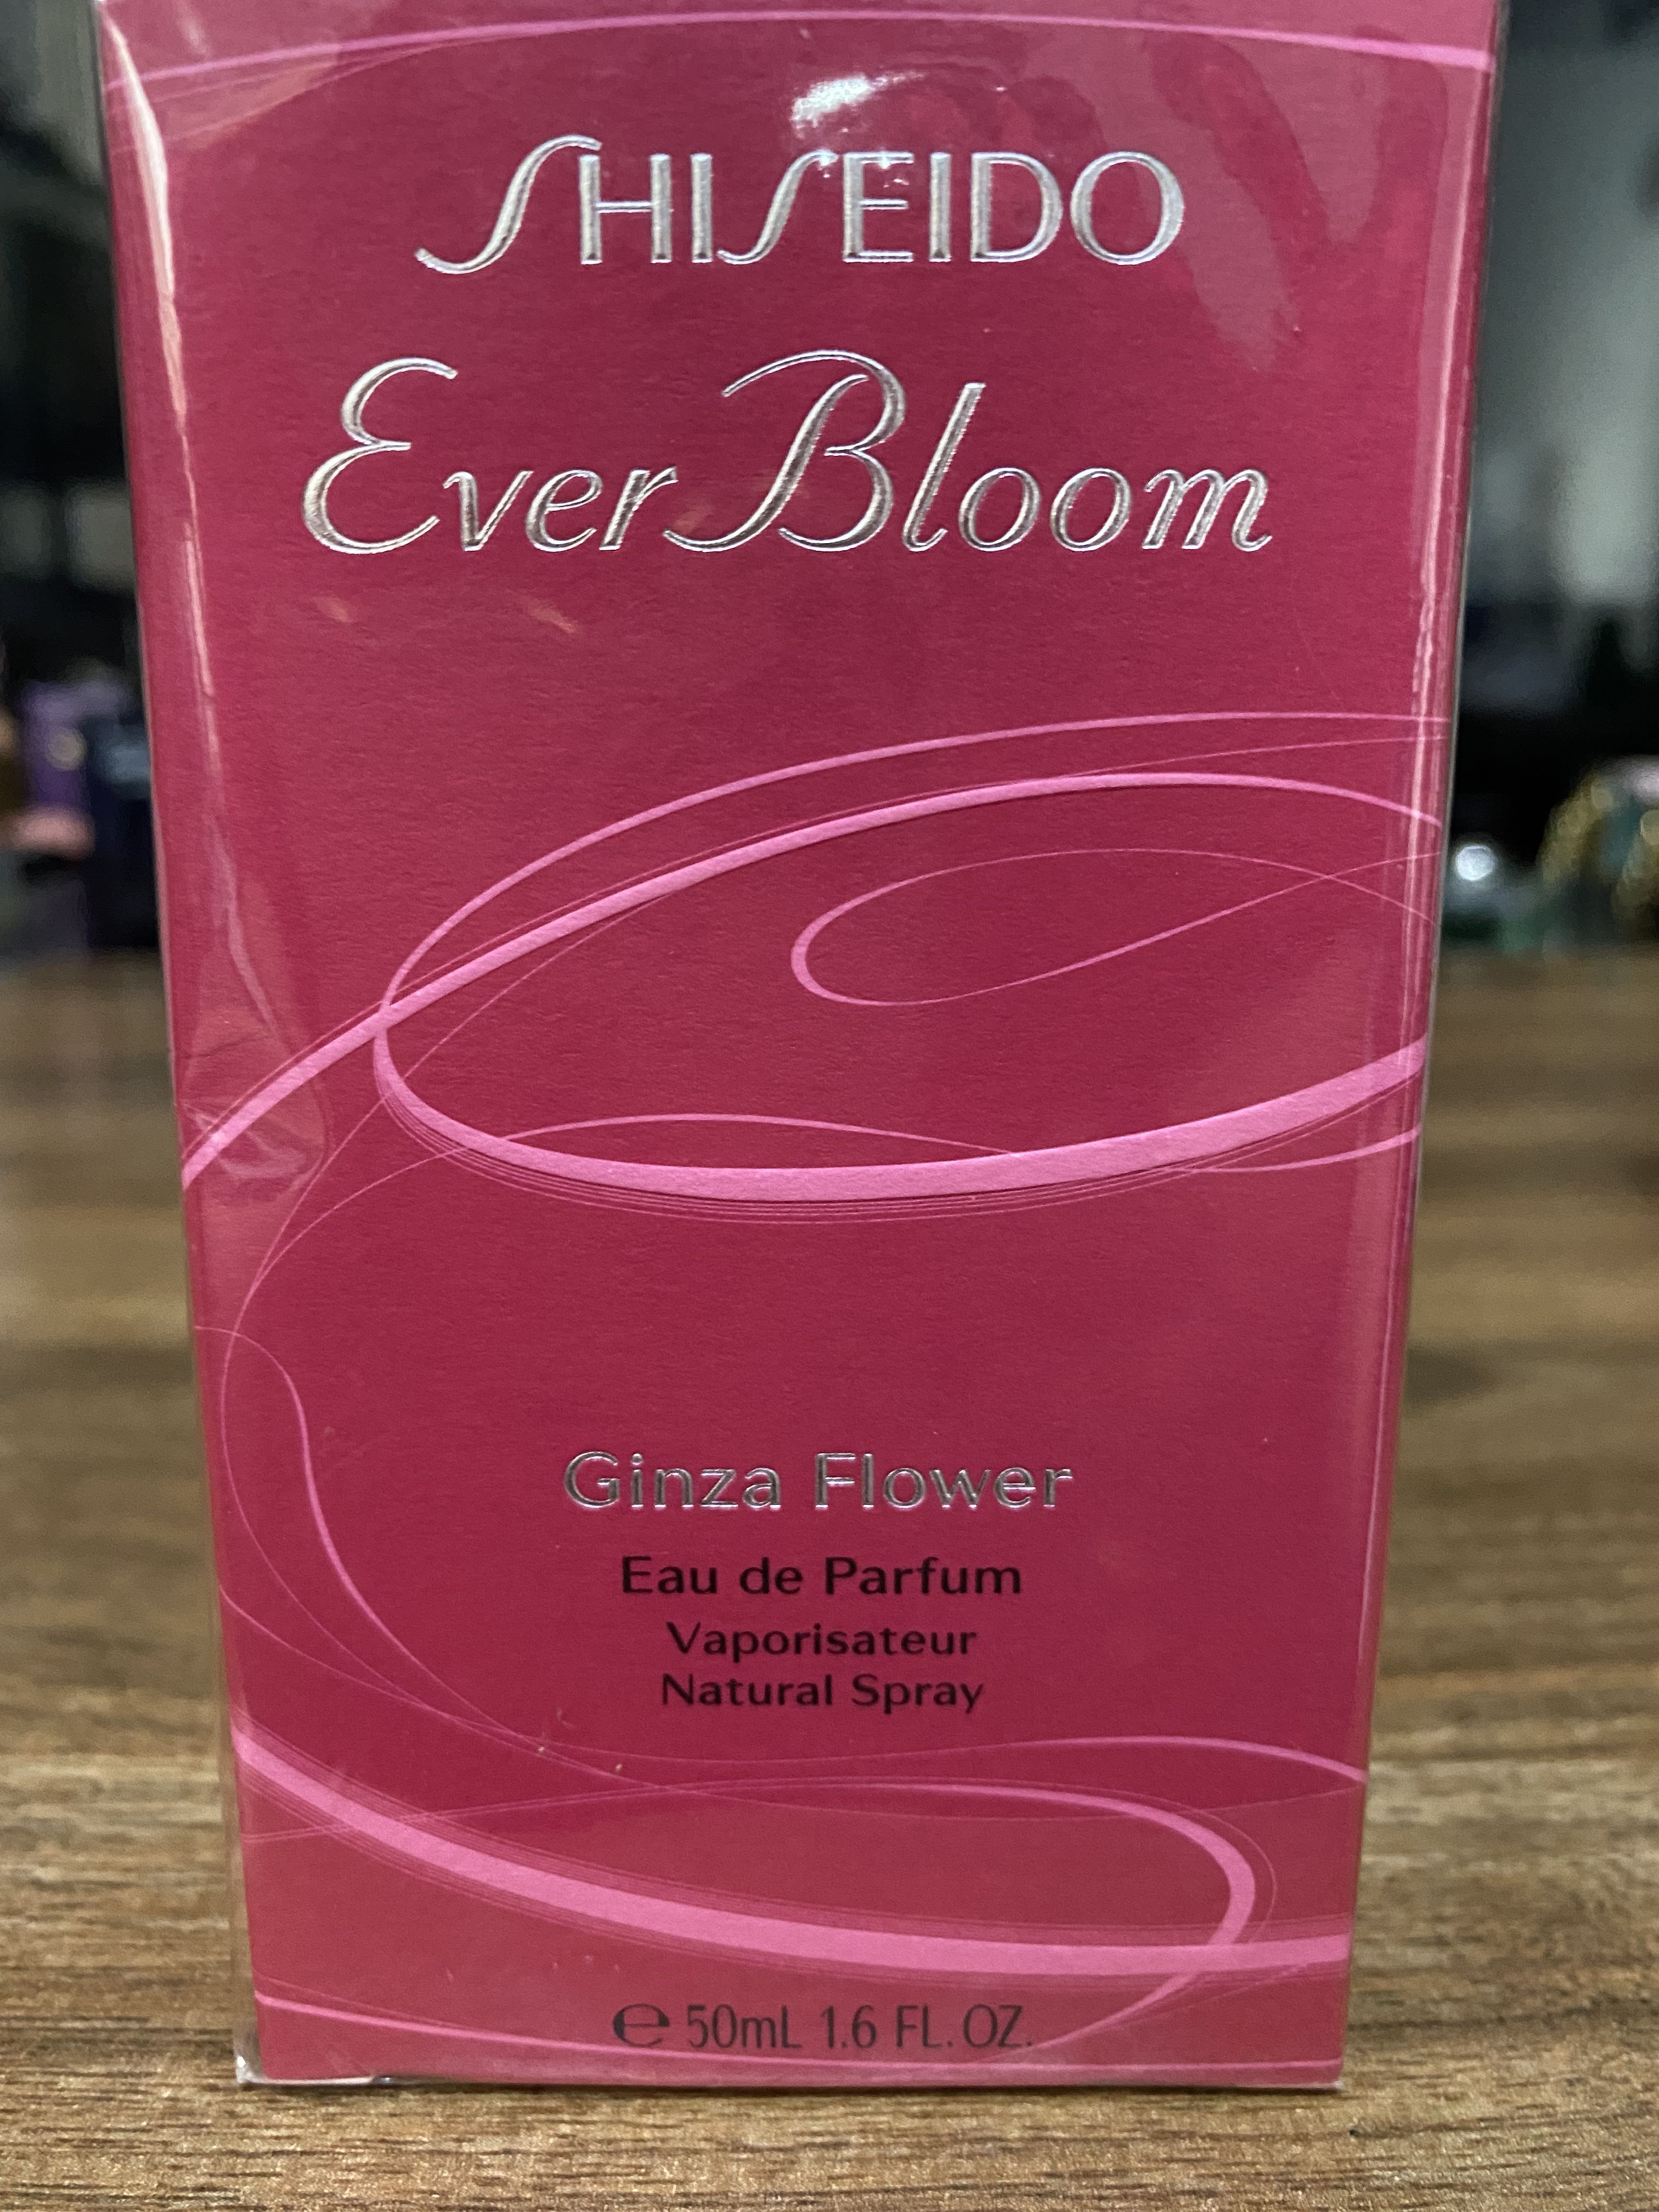 SHISEIDO
Ever Bloom
Ginza Flower
Eau de Parfum
Vaporisateur
Natural Spray
℮ 50mL 1.6 FL. OZ.